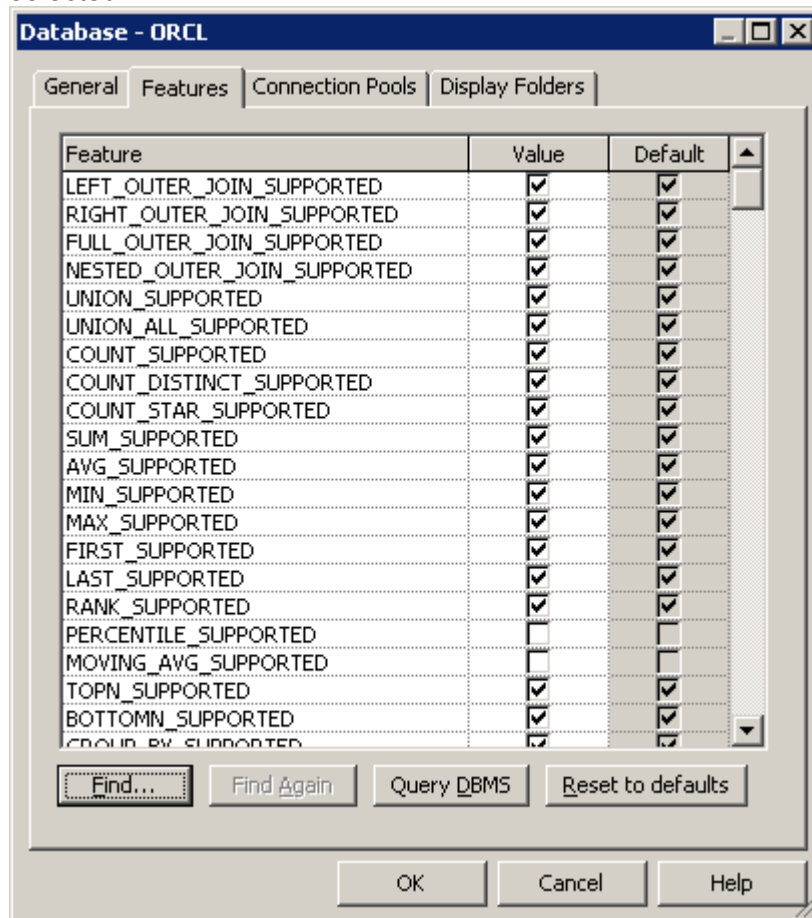 Database - ORCL
General Features Connection Pools Display Folders
Feature Value Default
LEFT_OUTER_JOIN_SUPPORTED
RIGHT_OUTER_JOIN_SUPPORTED
FULL_OUTER_JOIN_SUPPORTED
NESTED_OUTER_JOIN_SUPPORTED
UNION_SUPPORTED
UNION_ALL_SUPPORTED
COUNT_SUPPORTED
COUNT_DISTINCT_SUPPORTED
COUNT_STAR_SUPPORTED
SUM_SUPPORTED
AVG_SUPPORTED
MIN_SUPPORTED
MAX_SUPPORTED
FIRST_SUPPORTED
LAST_SUPPORTED
RANK_SUPPORTED
PERCENTILE_SUPPORTED
MOVING_AVG_SUPPORTED
TOPN_SUPPORTED
BOTTOMN_SUPPORTED
GROUP_BY_SUPPORTED
Find... Find Again Query DBMS Reset to defaults
OK Cancel Help